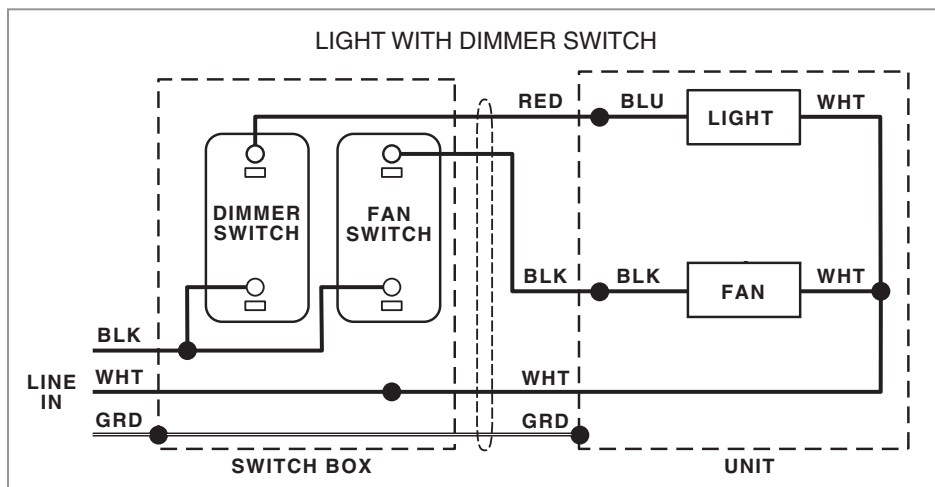 LIGHT WITH DIMMER SWITCH
RED
BLU
LIGHT
WHT
DIMMER
SWITCH
FAN
SWITCH
BLK
BLK
FAN
WHT
BLK
LINE
IN
WHT
WHT
GRD
GRD
SWITCH BOX
UNIT